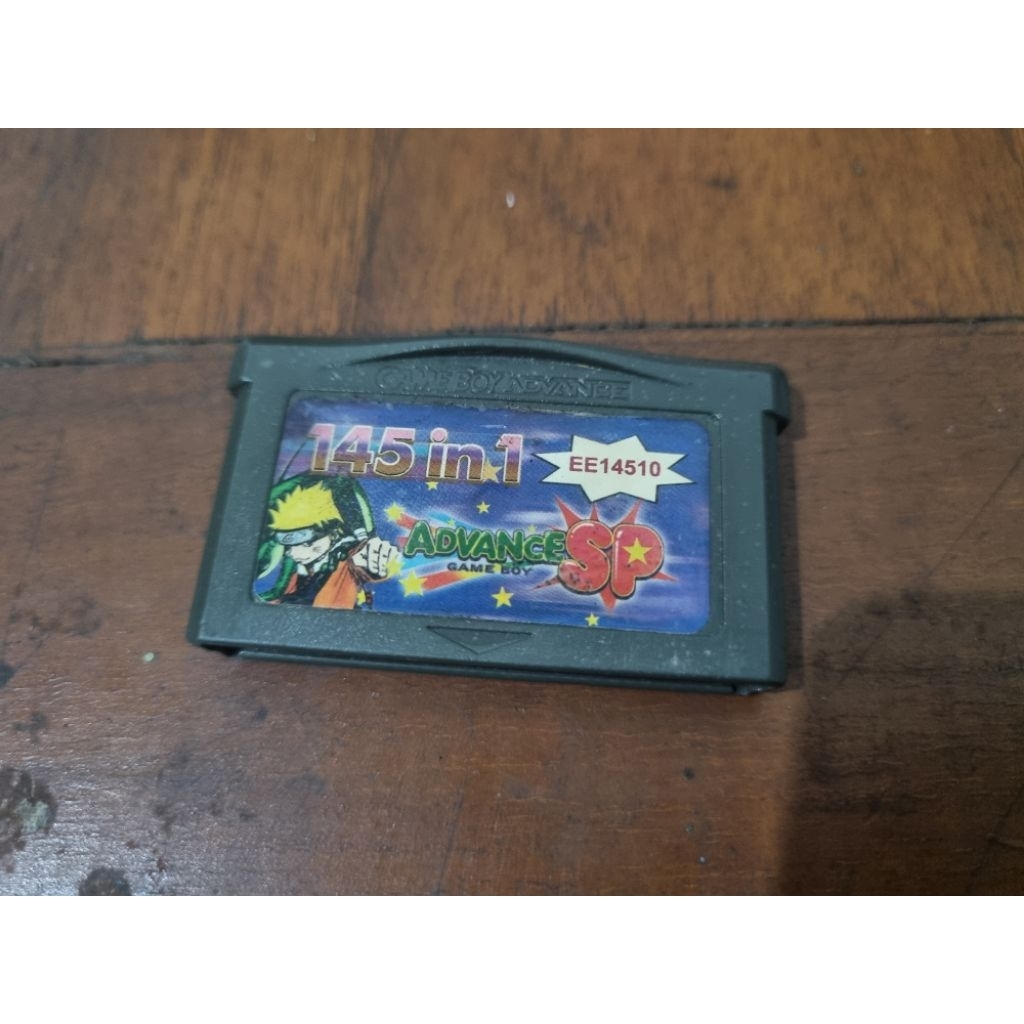 GAME BOY ADVANCE
145 in 1
EE14510
ADVANCE SP
GAME BOY